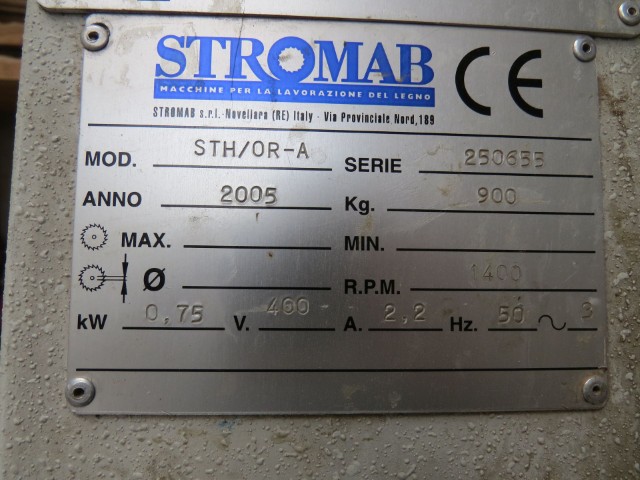 STROMAB CE
MACCHINE PER LA LAVORAZIONE DEL LEGNO
STROMAB s.r.l.-Novellara (RE) Italy - Via Provinciale Nord,189
MOD. STH/OR-A SERIE 250655
ANNO 2005 Kg. 900
MAX. MIN.
Ø R.P.M. 1400
kW 0,75 V. 400 A. 2,2 Hz. 50 ~ 3